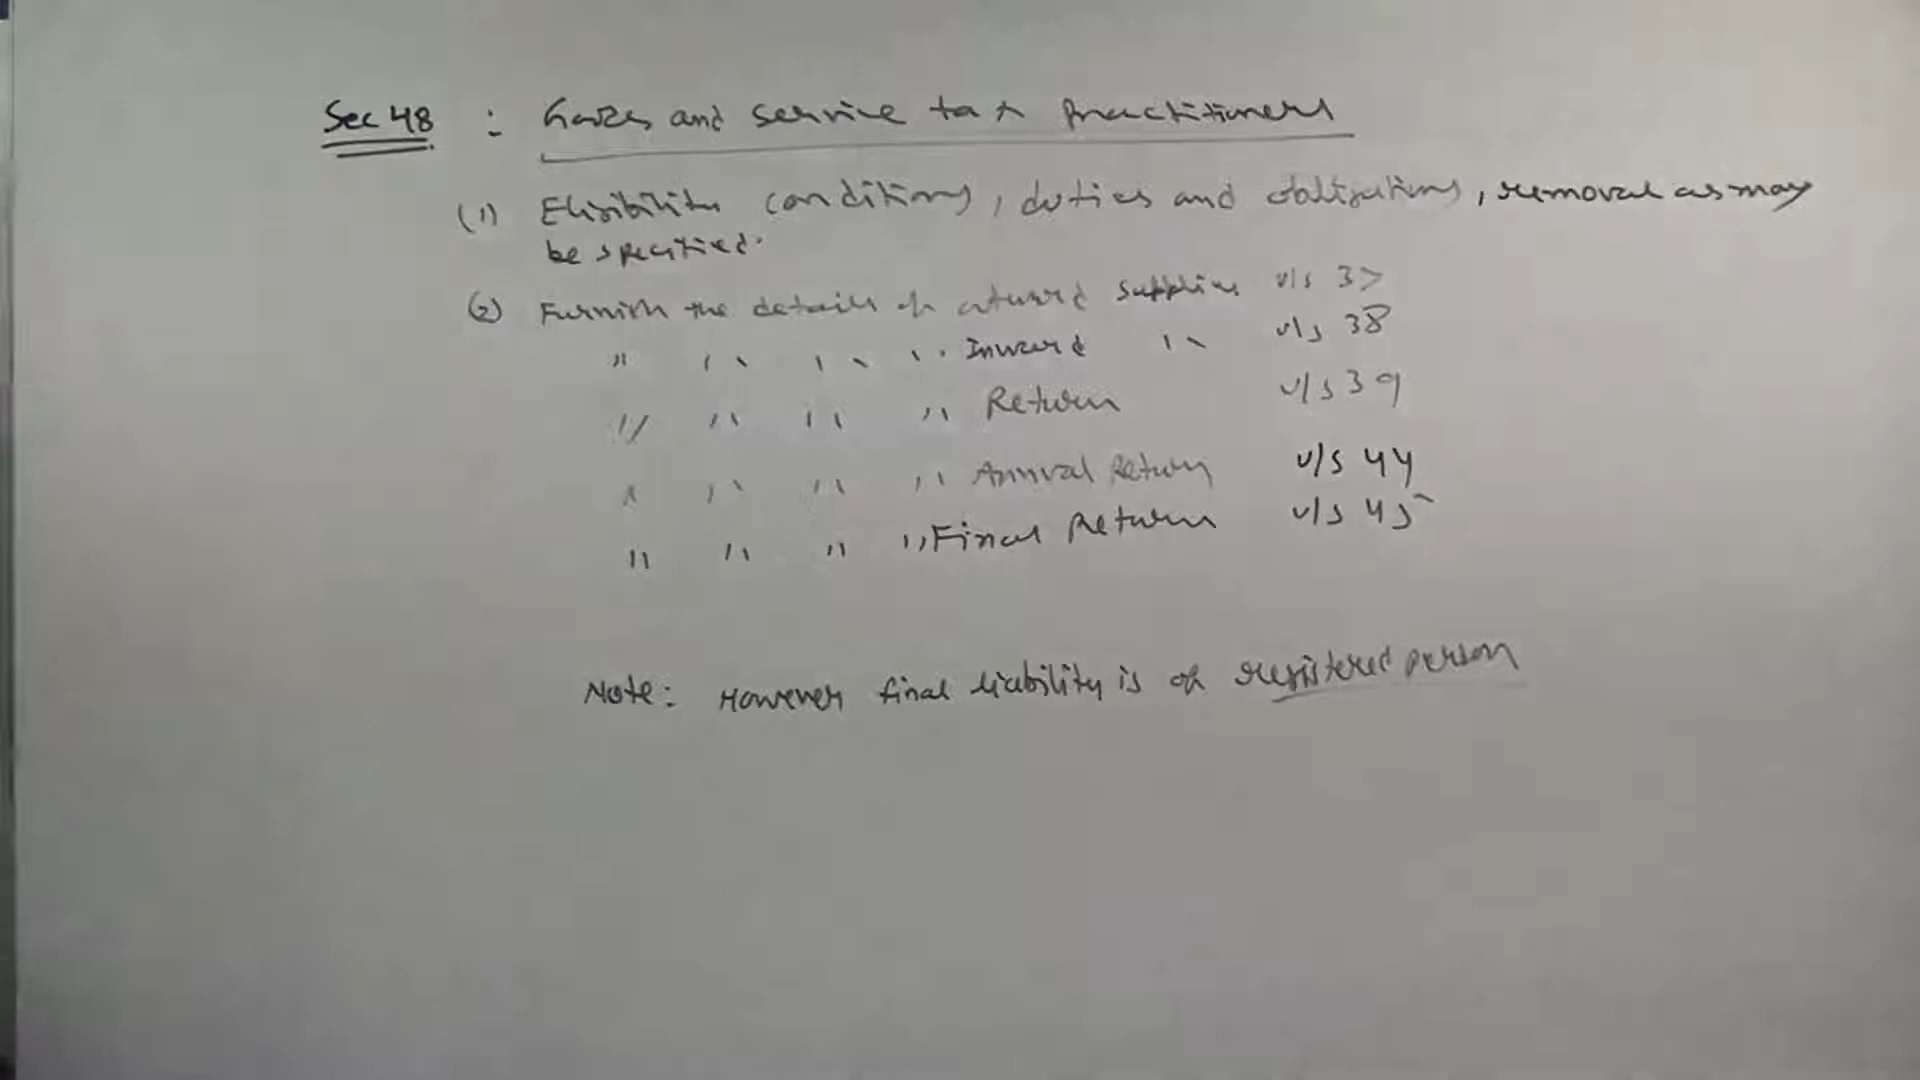 Sec 48 : Goods and service tax Practitioners
(1) Eligibility conditions, duties and obligations, removal as may
be specified.
(2) Furnish the details of outward supplies u/s 37
" " " " Inward " u/s 38
" " " " Return u/s 39
" " " " Annual Return u/s 44
" " " " Final Return u/s 45
Note: However final liability is of registered person